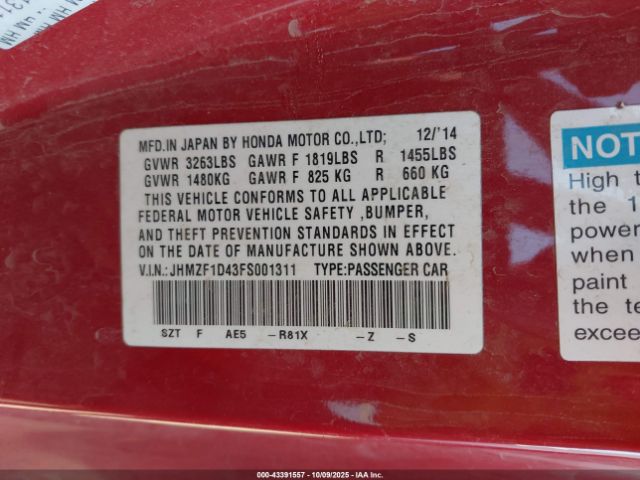 MFD.IN JAPAN BY HONDA MOTOR CO.,LTD; 12/'14
GVWR 3263LBS GAWR F 1819LBS R 1455LBS
GVWR 1480KG GAWR F 825 KG R 660 KG
THIS VEHICLE CONFORMS TO ALL APPLICABLE
FEDERAL MOTOR VEHICLE SAFETY ,BUMPER,
AND THEFT PREVENTION STANDARDS IN EFFECT
ON THE DATE OF MANUFACTURE SHOWN ABOVE.
V.I.N.: JHMZF1D43FS001311 TYPE:PASSENGER CAR
SZT F AE5 -R81X -Z -S
NOT
High t
the 1
power
when
paint
the te
excee
000-43391557 - 10/09/2025 - IAA Inc.